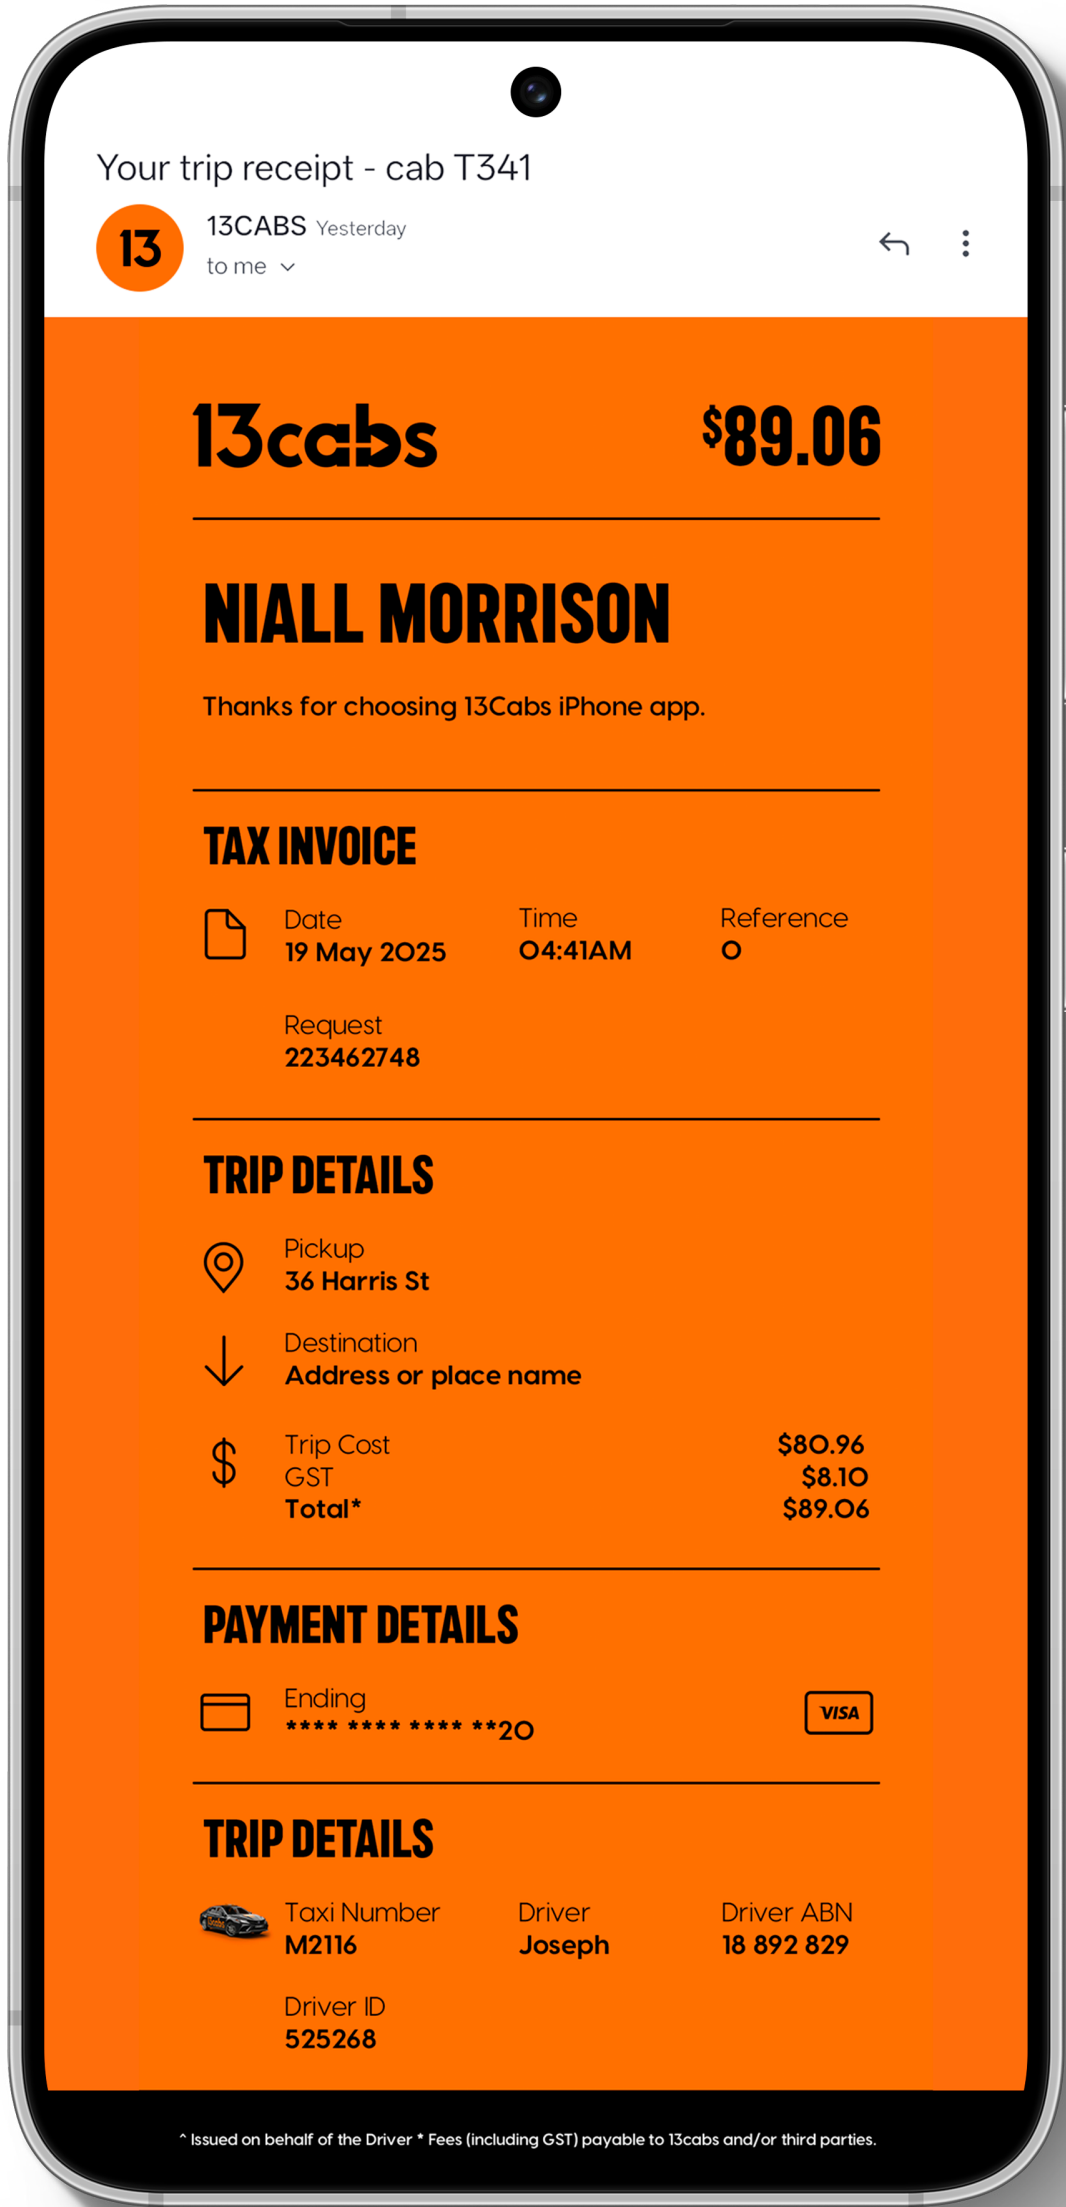 Your trip receipt - cab T341
13
13CABS Yesterday
to me
13cabs $89.06
NIALL MORRISON
Thanks for choosing 13Cabs iPhone app.
TAX INVOICE
Date Time Reference
19 May 2025 04:41AM 0
Request
223462748
TRIP DETAILS
Pickup
36 Harris St
Destination
Address or place name
$
Trip Cost $80.96
GST $8.10
Total* $89.06
PAYMENT DETAILS
Ending
**** **** **** **20
VISA
TRIP DETAILS
13cabs
Taxi Number Driver Driver ABN
M2116 Joseph 18 892 829
Driver ID
525268
^ Issued on behalf of the Driver * Fees (including GST) payable to 13cabs and/or third parties.